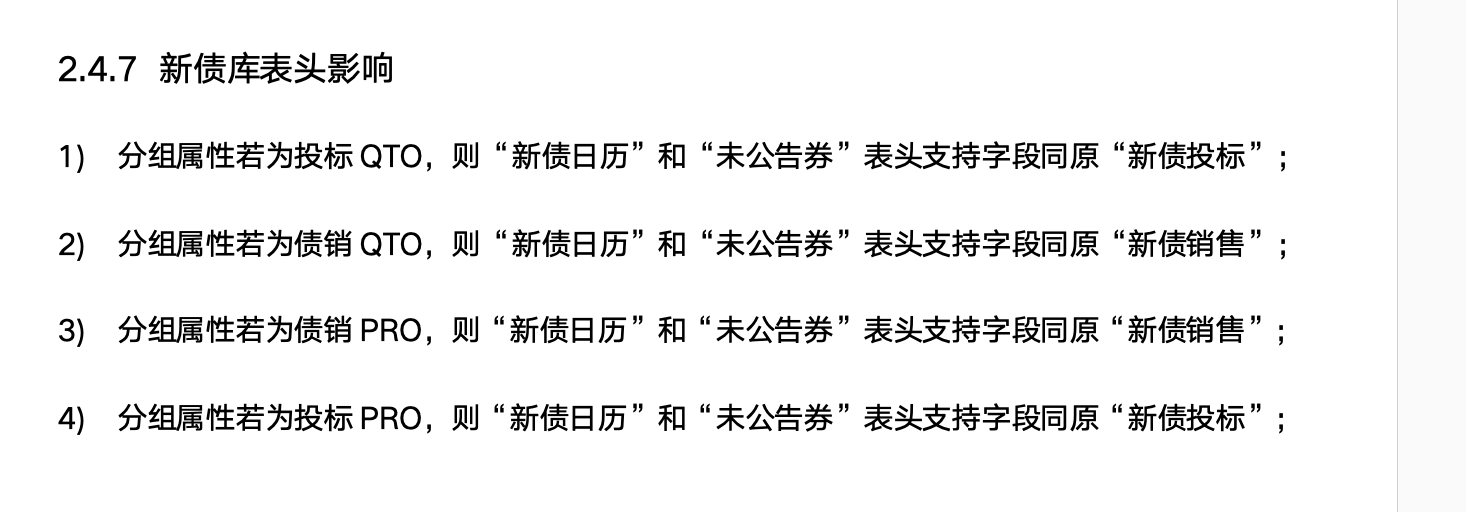 2.4.7 新债库表头影响
1) 分组属性若为投标 QTO，则“新债日历”和“未公告券”表头支持字段同原“新债投标”；
2) 分组属性若为债销 QTO，则“新债日历”和“未公告券”表头支持字段同原“新债销售”；
3) 分组属性若为债销 PRO，则“新债日历”和“未公告券”表头支持字段同原“新债销售”；
4) 分组属性若为投标 PRO，则“新债日历”和“未公告券”表头支持字段同原“新债投标”；